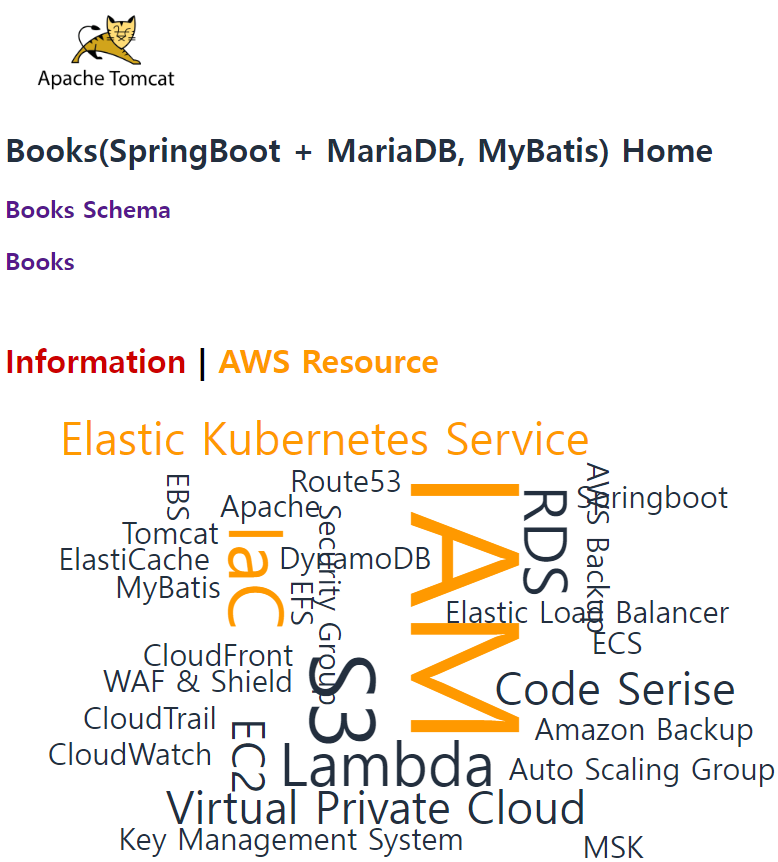 Apache Tomcat
Books(SpringBoot + MariaDB, MyBatis) Home
Books Schema
Books
Information | AWS Resource
Elastic Kubernetes Service
EBS
Route53
Apache
Security Group
IAM
RDS
AWS Backup
Springboot
Tomcat
IaC
ElastiCache
DynamoDB
MyBatis
EFS
Elastic Load Balancer
ECS
CloudFront
S3
WAF & Shield
Code Serise
CloudTrail
EC2
Amazon Backup
CloudWatch
Lambda
Auto Scaling Group
Virtual Private Cloud
Key Management System
MSK